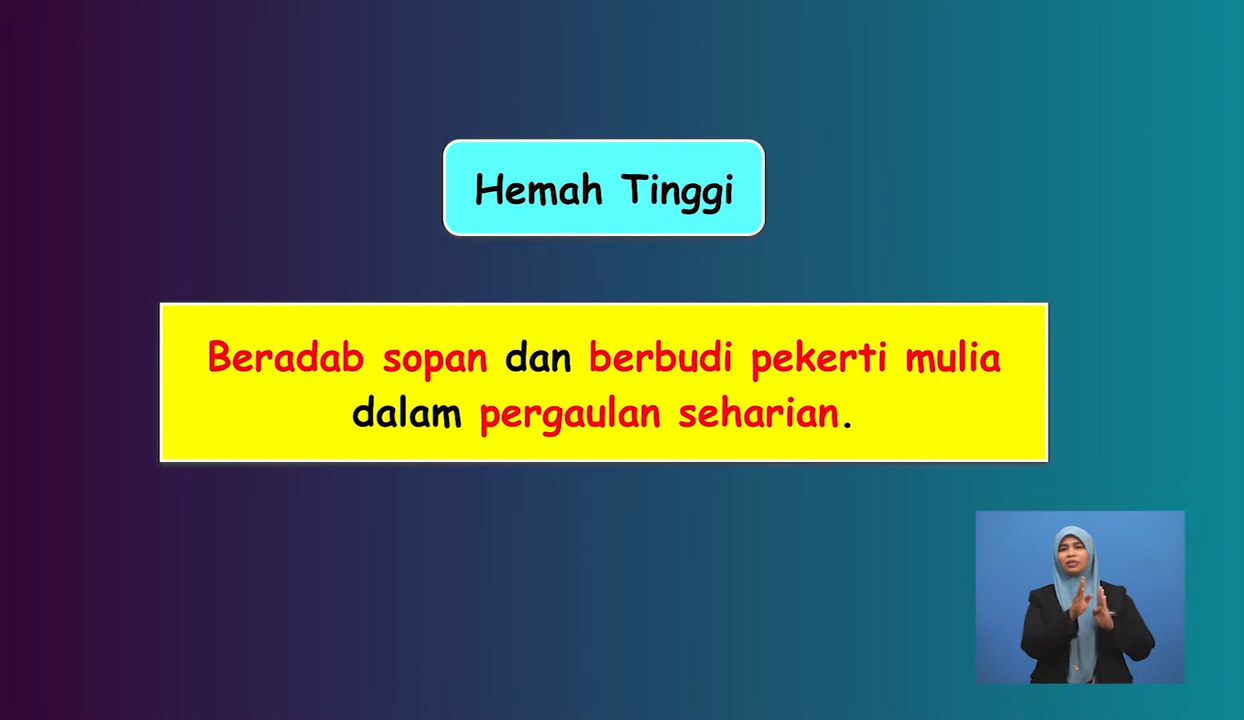 Hemah Tinggi
Beradab sopan dan berbudi pekerti mulia
dalam pergaulan seharian.